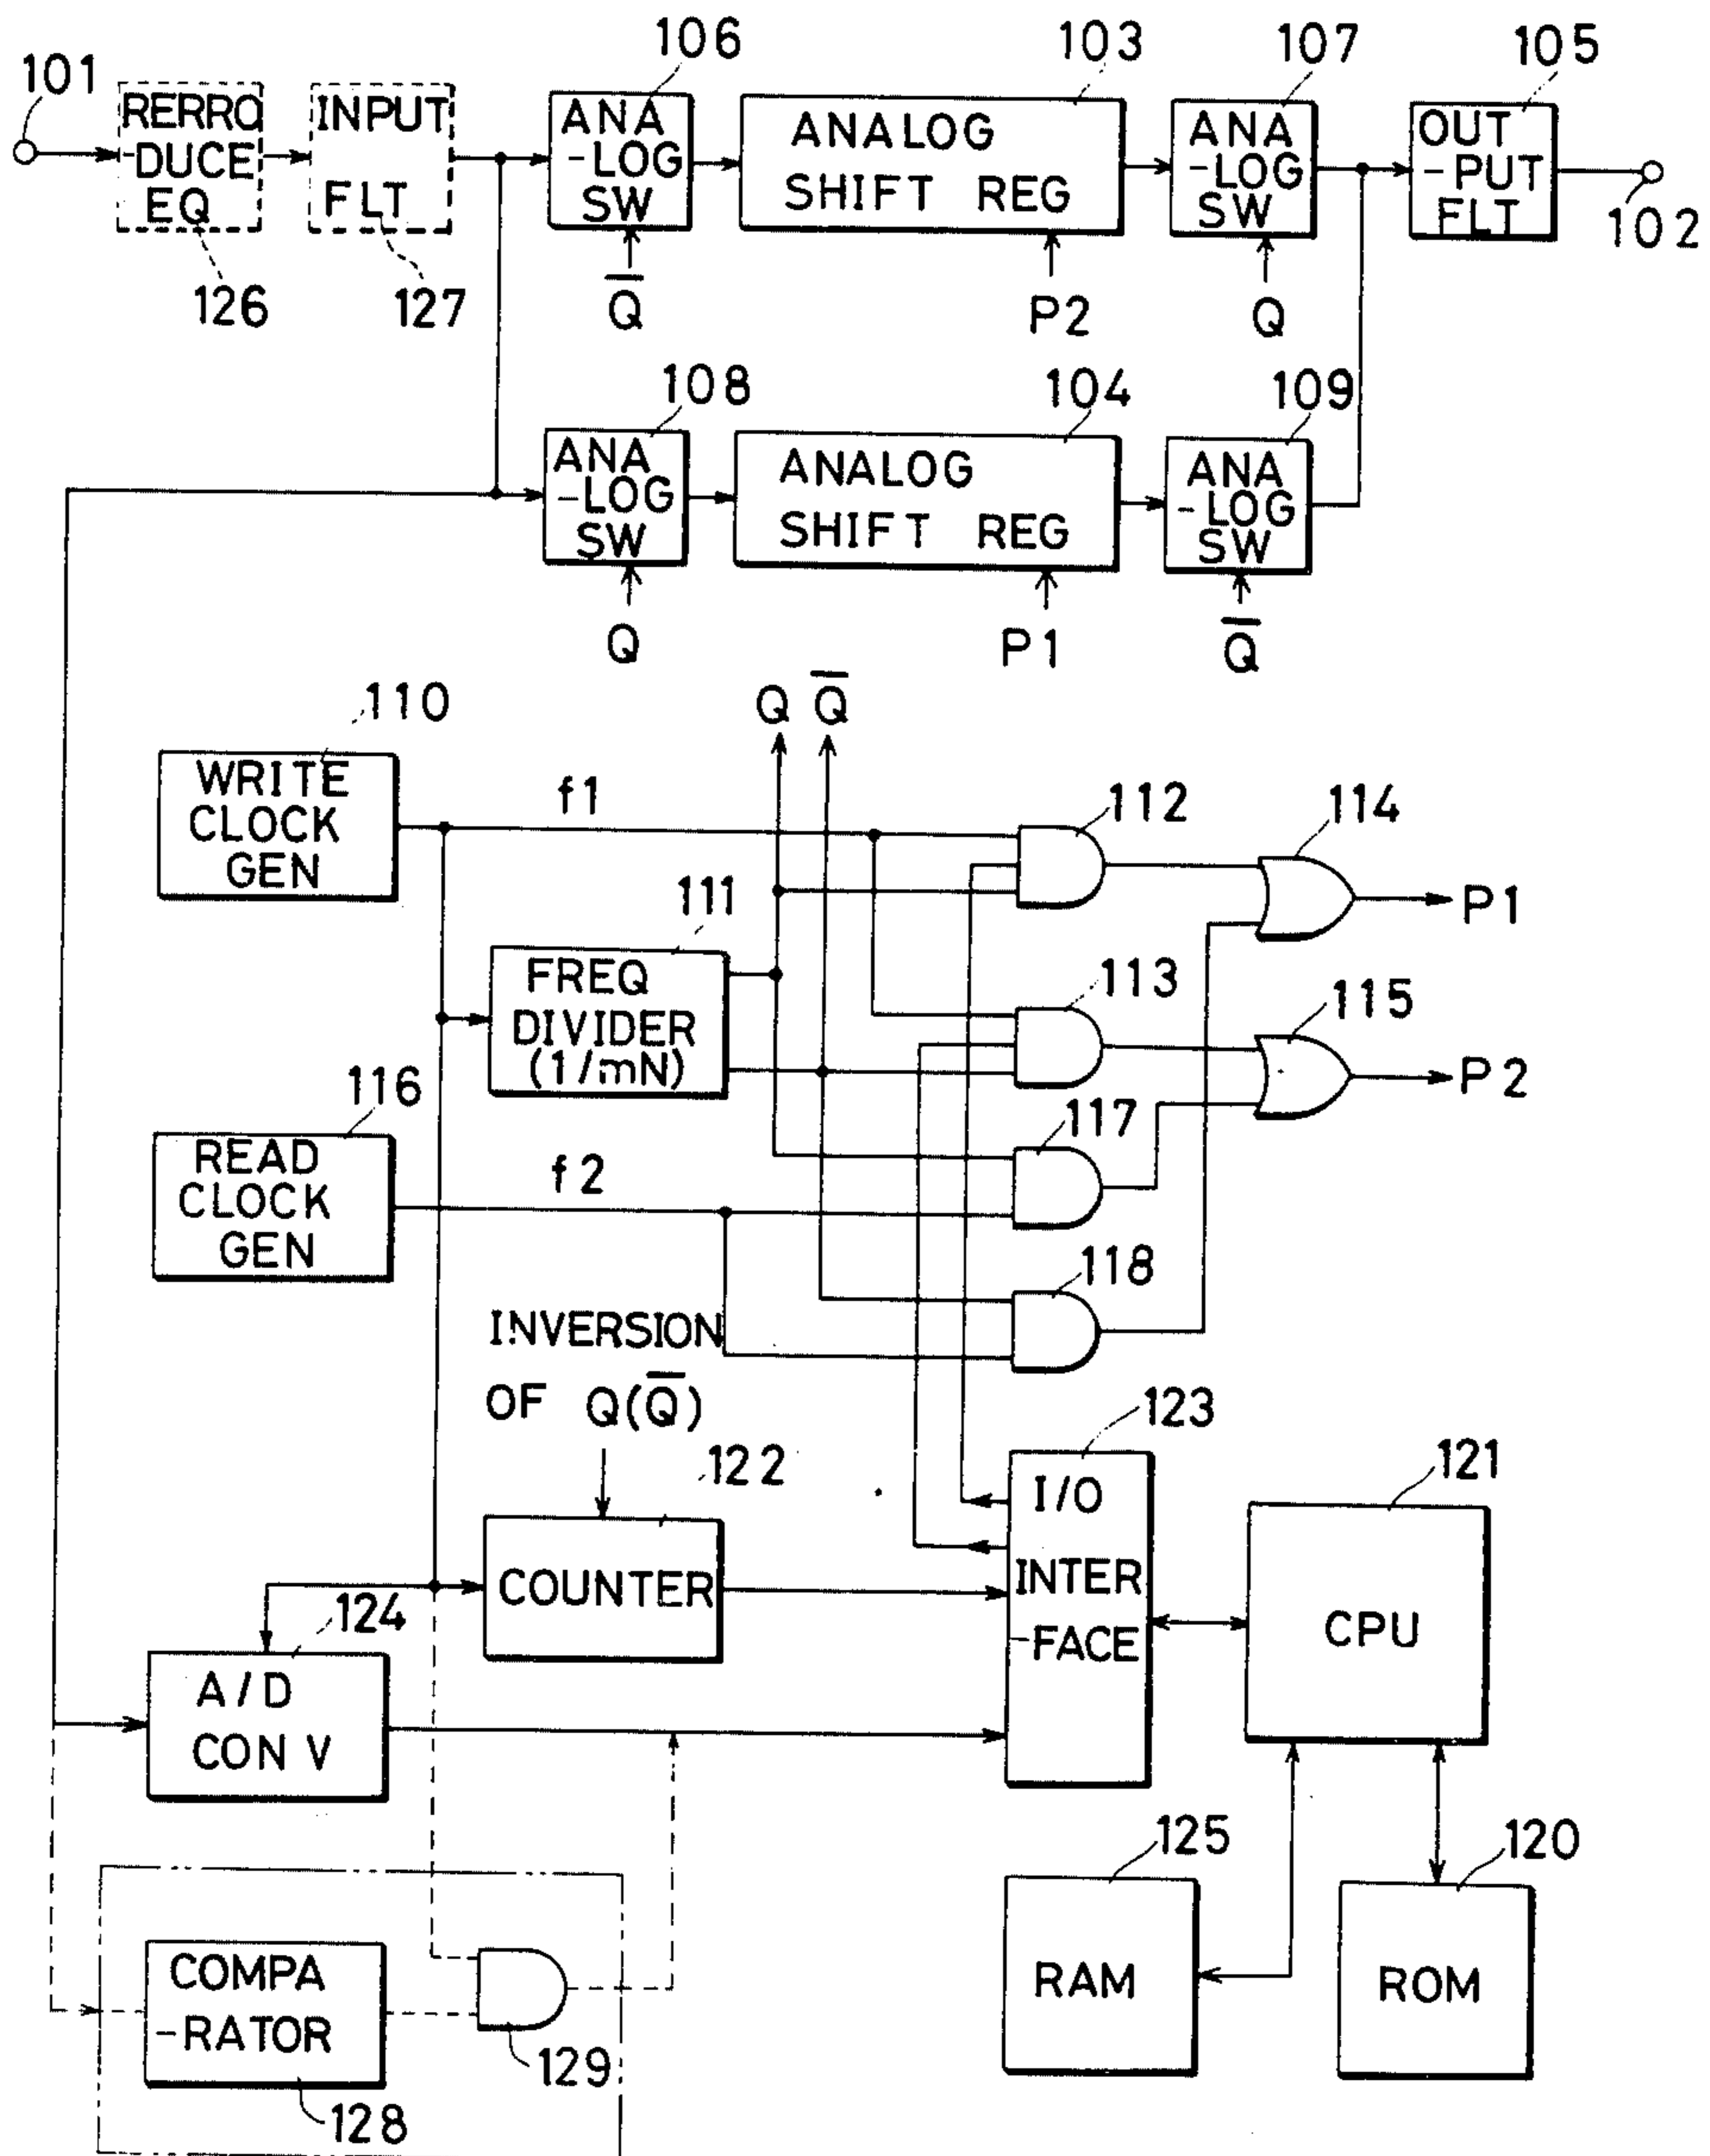 101
RERRO
-DUCE
EQ
126
INPUT
FLT
127
106
ANA
-LOG
SW
Q̅
103
ANALOG
SHIFT REG
P2
107
ANA
-LOG
SW
Q
105
OUT
-PUT
FLT
102
108
ANA
-LOG
SW
Q
104
ANALOG
SHIFT REG
P1
109
ANA
-LOG
SW
Q̅
Q Q̅
110
WRITE
CLOCK
GEN
f1
112
114
P1
111
FREQ
DIVIDER
(1/mN)
113
115
P2
116
READ
CLOCK
GEN
f2
117
118
INVERSION
OF Q(Q̅)
122
COUNTER
123
I/O
INTER
-FACE
121
CPU
124
A/D
CON V
125
RAM
120
ROM
COMPA
-RATOR
128
129